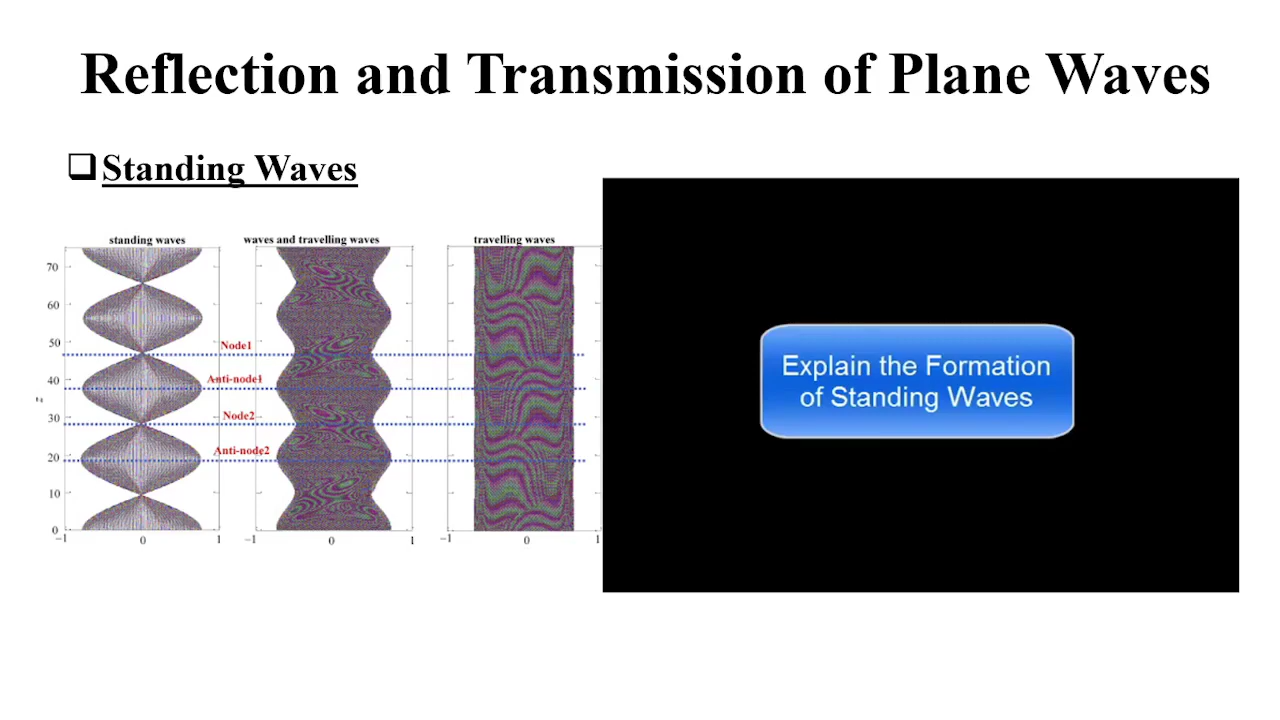 Reflection and Transmission of Plane Waves
Standing Waves
standing waves
waves and travelling waves
travelling waves
70
60
50
40
30
20
10
0
z
Node1
Anti-node1
Node2
Anti-node2
−1 0 1
−1 0 1
−1 0 1
Explain the Formation
of Standing Waves